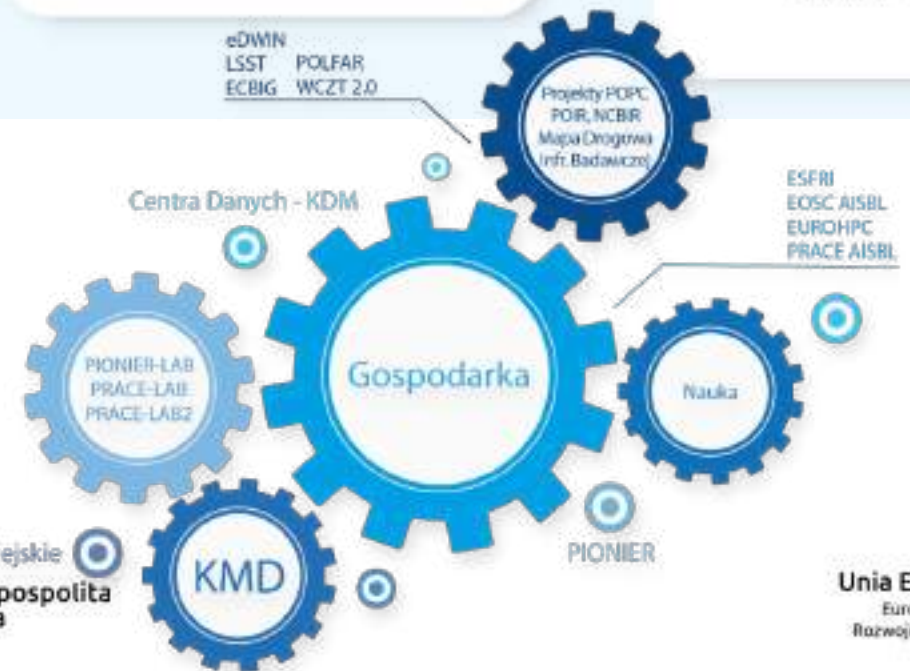 eDWIN
LSST POLFAR
ECBIG WCZT 2.0
Projekty POPC
POIR, NCBIR
Mapa Drogowa
Infr. Badawczej
Centra Danych - KDM
ESFRI
EOSC AISBL
EUROHPC
PRACE AISBL
PIONIER-LAB
PRACE-LAB
PRACE-LAB2
Gospodarka
Nauka
KMD
PIONIER
ejskie
pospolita
a
Unia E
Euro
Rozwoj